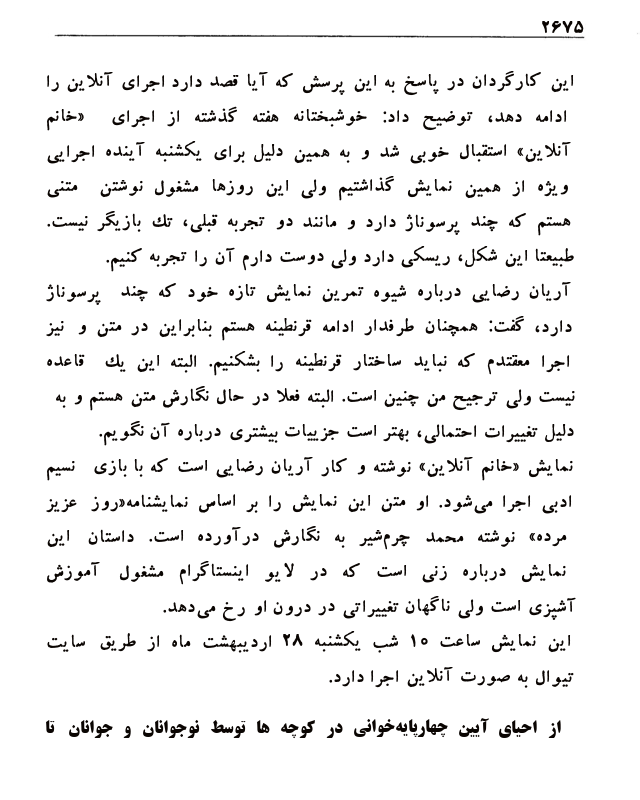 ۲۶۷۵
این کارگردان در پاسخ به این پرسش که آیا قصد دارد اجرای آنلاین را
ادامه دهد، توضیح داد: خوشبختانه هفته گذشته از اجرای «خانم
آنلاین» استقبال خوبی شد و به همین دلیل برای یکشنبه آینده اجرایی
ویژه از همین نمایش گذاشتیم ولی این روزها مشغول نوشتن متنی
هستم که چند پرسوناژ دارد و مانند دو تجربه قبلی، تك بازیگر نیست.
طبیعتا این شکل، ریسکی دارد ولی دوست دارم آن را تجربه کنیم.
آریان رضایی درباره شیوه تمرین نمایش تازه خود که چند پرسوناژ
دارد، گفت: همچنان طرفدار ادامه قرنطینه هستم بنابراین در متن و نیز
اجرا معقتدم که نباید ساختار قرنطینه را بشکنیم. البته این یك قاعده
نیست ولی ترجیح من چنین است. البته فعلا در حال نگارش متن هستم و به
دلیل تغییرات احتمالی، بهتر است جزییات بیشتری درباره آن نگویم.
نمایش «خانم آنلاین» نوشته و کار آریان رضایی است که با بازی نسیم
ادبی اجرا می‌شود. او متن این نمایش را بر اساس نمایشنامه«روز عزیز
مرده» نوشته محمد چرم‌شیر به نگارش درآورده است. داستان این
نمایش درباره زنی است که در لایو اینستاگرام مشغول آموزش
آشپزی است ولی ناگهان تغییراتی در درون او رخ می‌دهد.
این نمایش ساعت ۱۵ شب یکشنبه ۲۸ اردیبهشت ماه از طریق سایت
تیوال به صورت آنلاین اجرا دارد.
از احیای آیین چهارپایه‌خوانی در کوچه ها توسط نوجوانان و جوانان تا